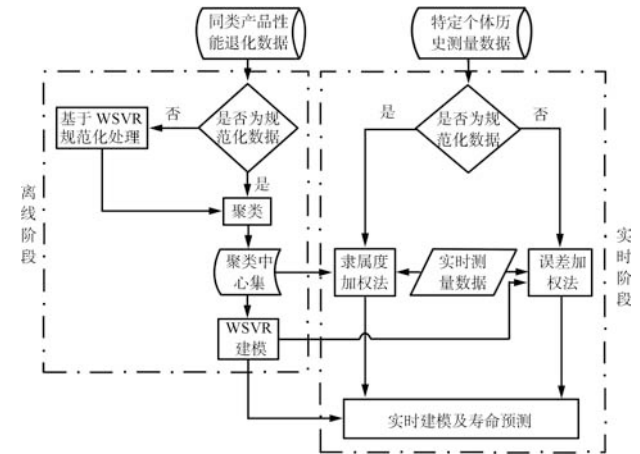 同类产品性
能退化数据
特定个体历
史测量数据
否
基于 WSVR
规范化处理
是否为规
范化数据
是
是
是否为规
范化数据
否
离线阶段
聚类
聚类中
心集
隶属度
加权法
实时测
量数据
误差加
权法
实时阶段
WSVR
建模
实时建模及寿命预测